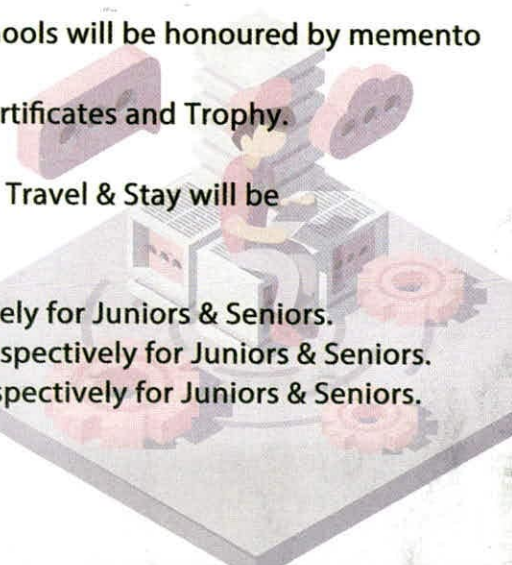 ools will be honoured by memento
rtificates and Trophy.
Travel & Stay will be
ely for Juniors & Seniors.
spectively for Juniors & Seniors.
spectively for Juniors & Seniors.